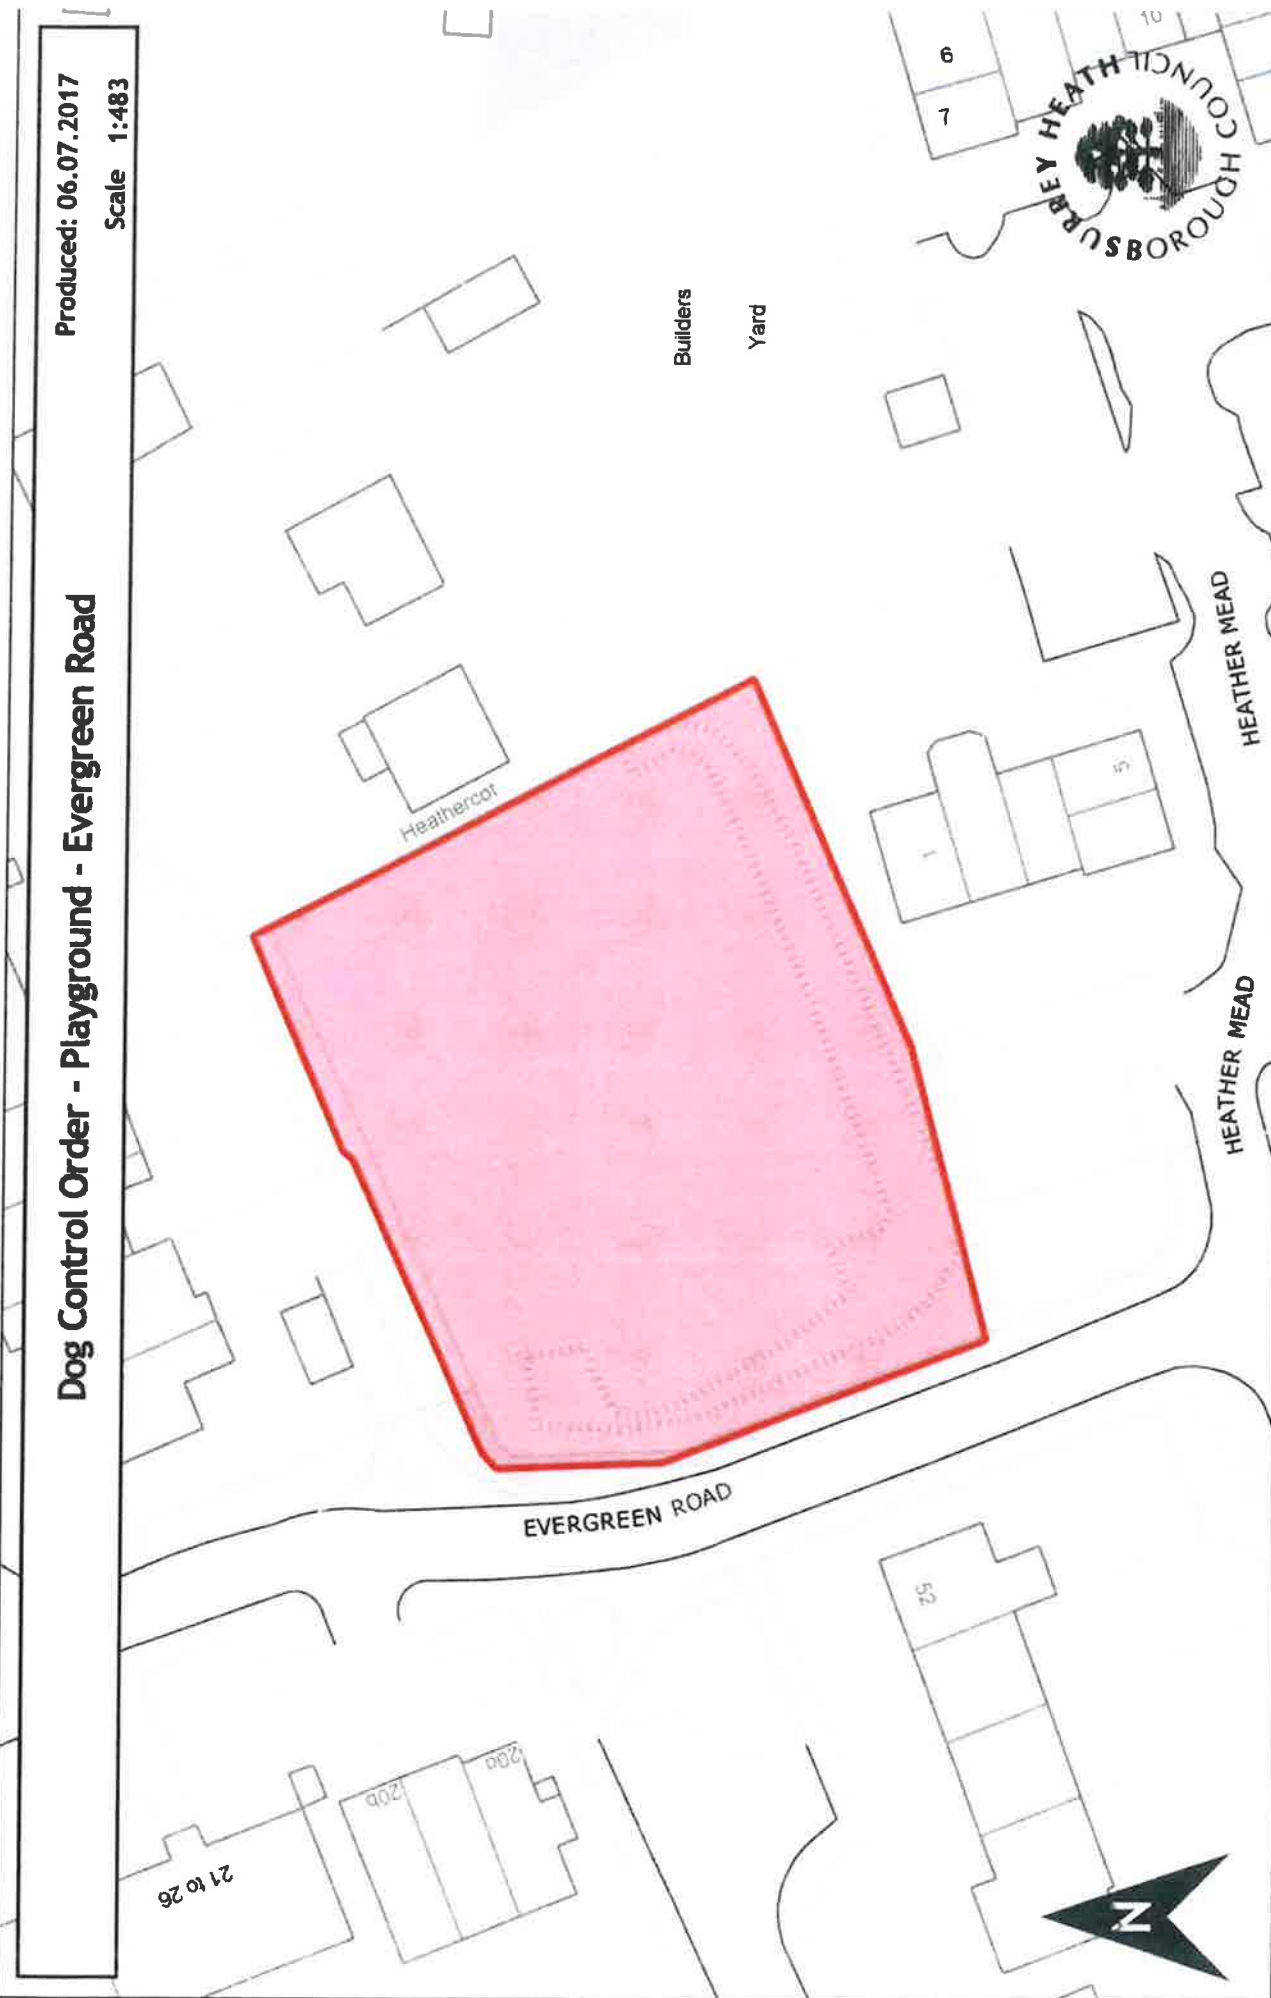 Dog Control Order - Playground - Evergreen Road
Produced: 06.07.2017
Scale 1:483
Heathercot
Builders
Yard
6
7
10
SURREY HEATH
BOROUGH COUNCIL
1
5
HEATHER MEAD
HEATHER MEAD
EVERGREEN ROAD
52
20b
20a
21 to 26
N